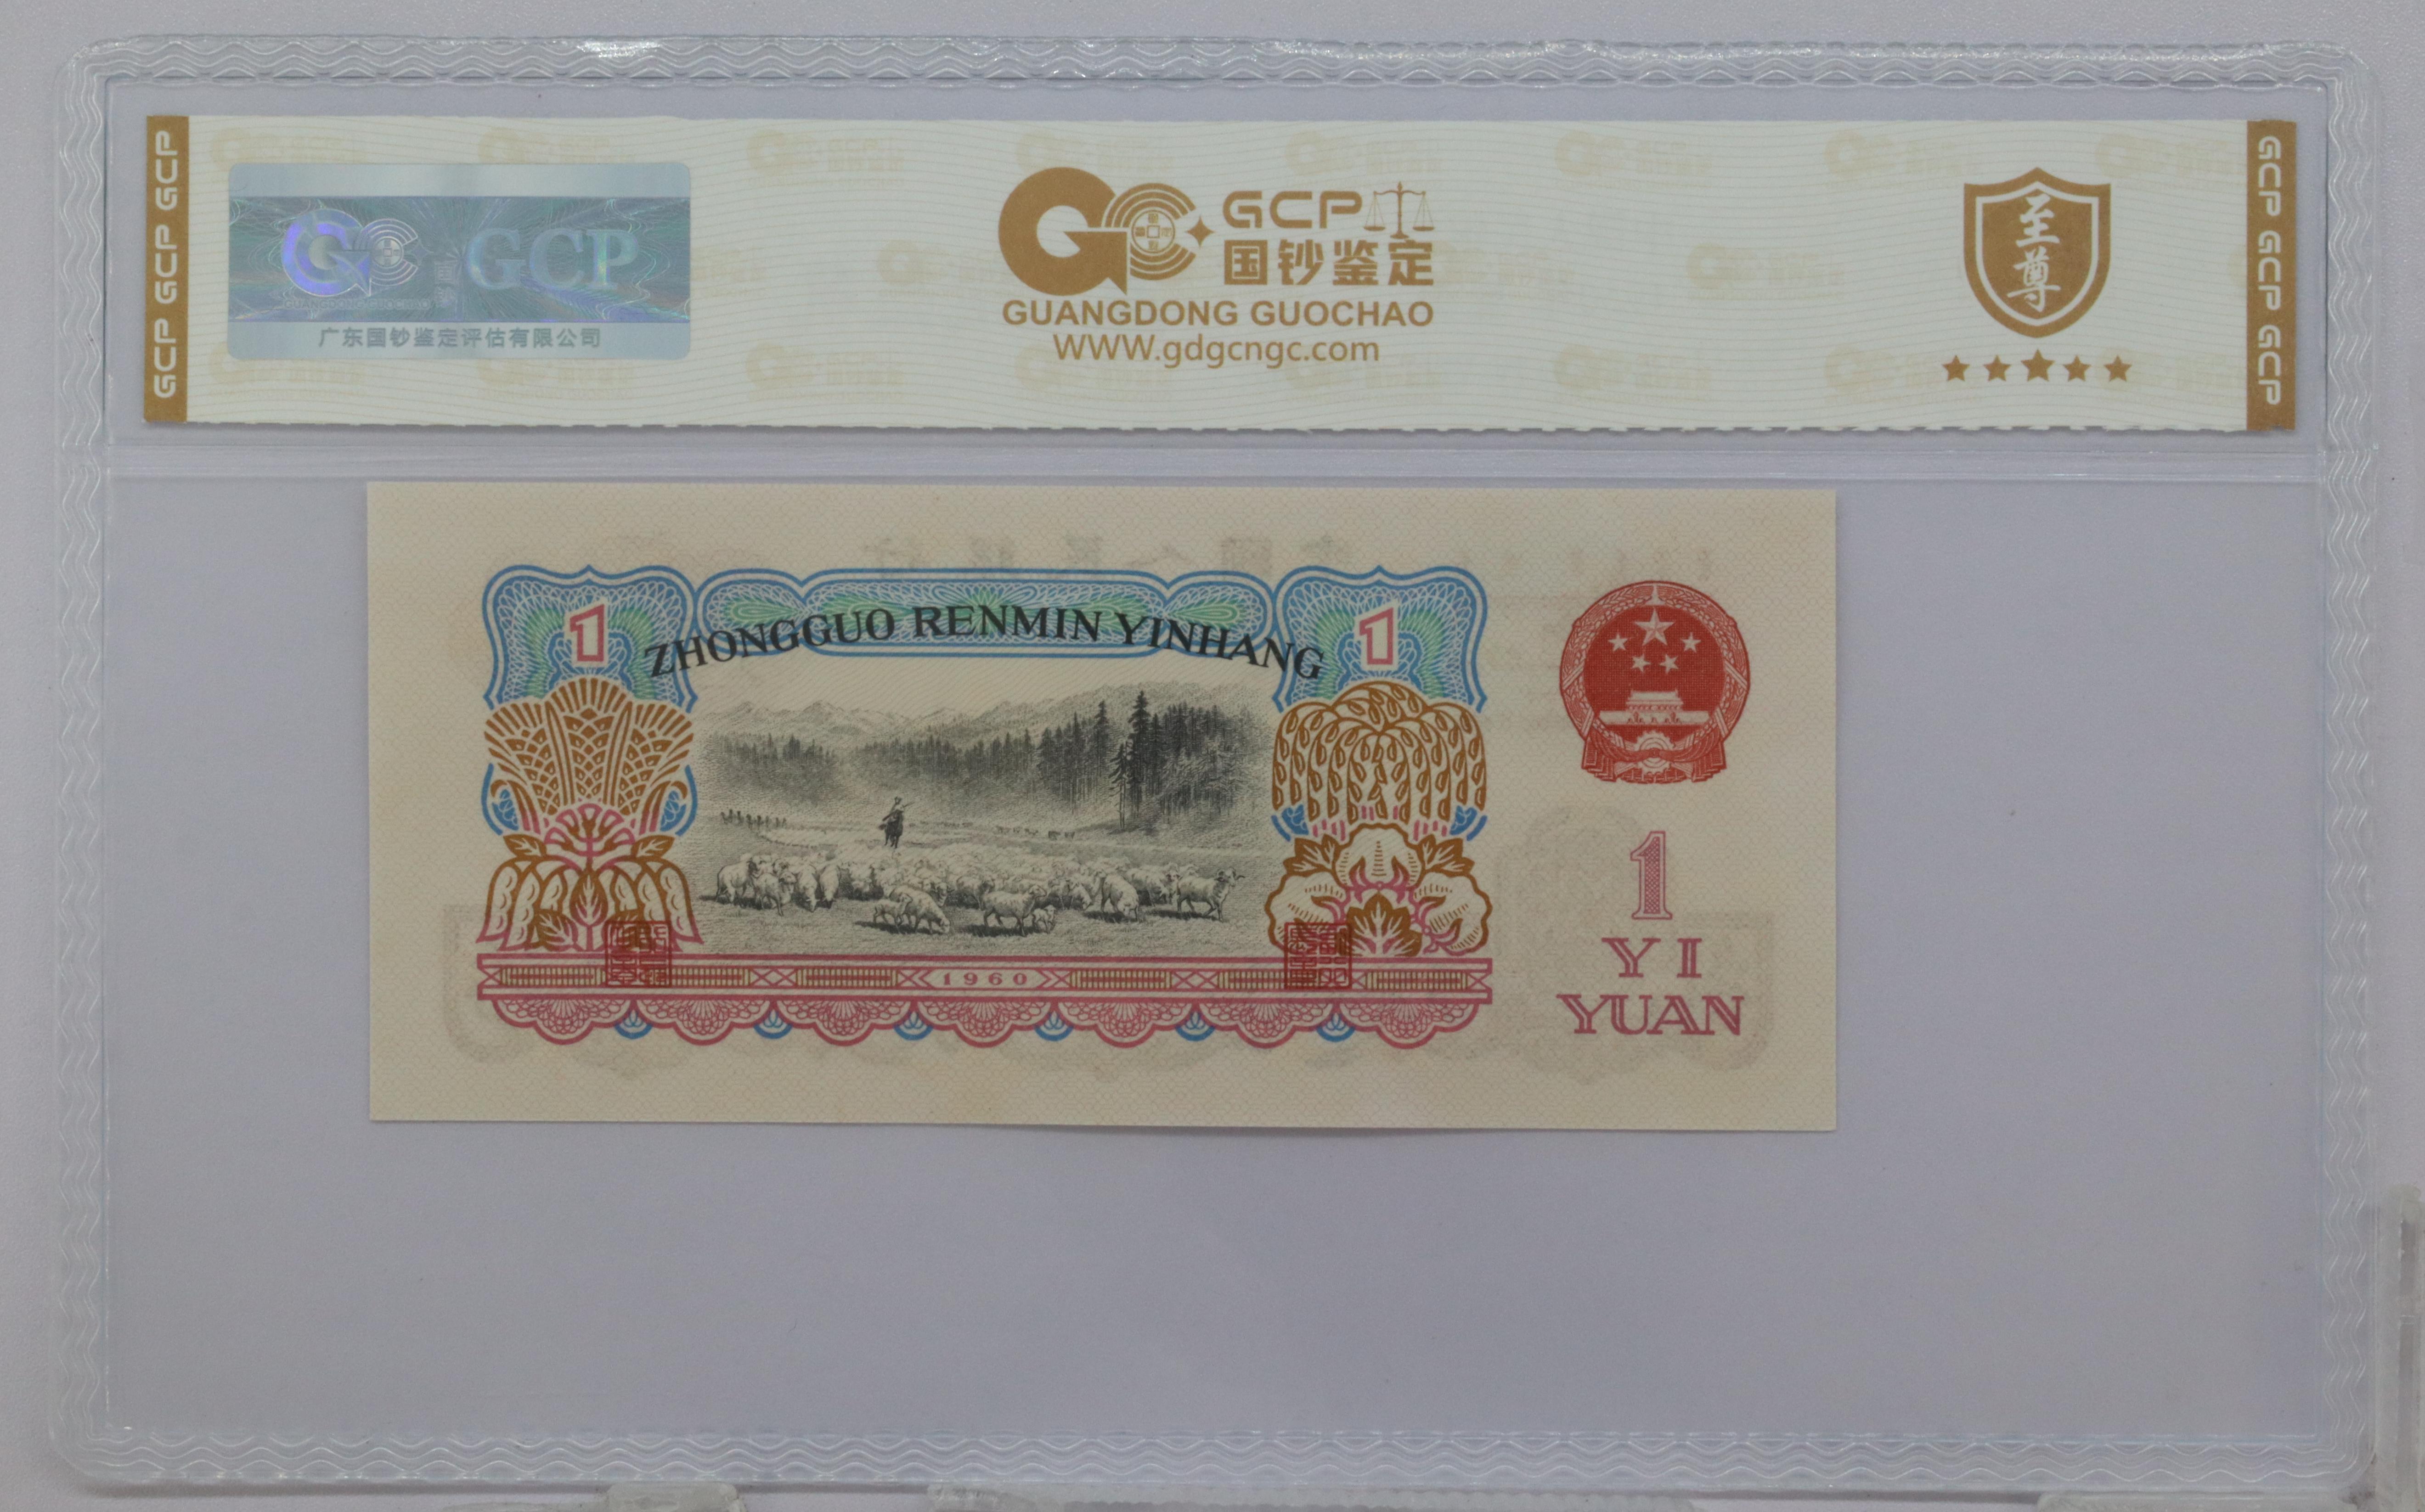 GCP GCP GCP
GCP
广东国钞鉴定评估有限公司
GCP
国钞鉴定
GUANGDONG GUOCHAO
WWW.gdgcngc.com
至尊
GCP GCP GCP
1
ZHONGGUO RENMIN YINHANG
1
1960
1
YI
YUAN